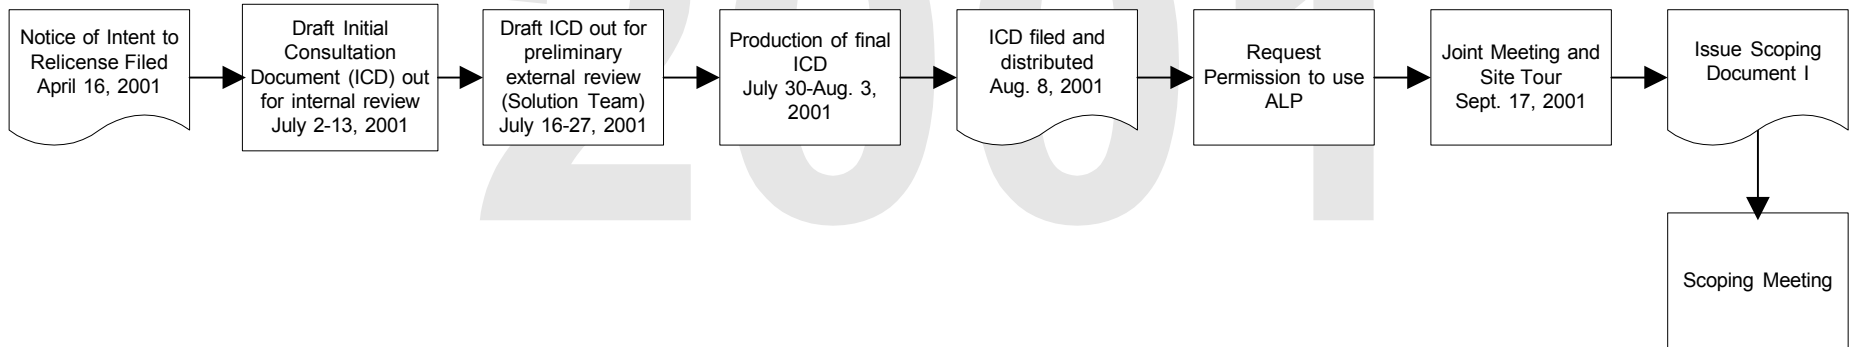 2001
Notice of Intent to
Relicense Filed
April 16, 2001
Draft Initial
Consultation
Document (ICD) out
for internal review
July 2-13, 2001
Draft ICD out for
preliminary
external review
(Solution Team)
July 16-27, 2001
Production of final
ICD
July 30-Aug. 3,
2001
ICD filed and
distributed
Aug. 8, 2001
Request
Permission to use
ALP
Joint Meeting and
Site Tour
Sept. 17, 2001
Issue Scoping
Document I
Scoping Meeting